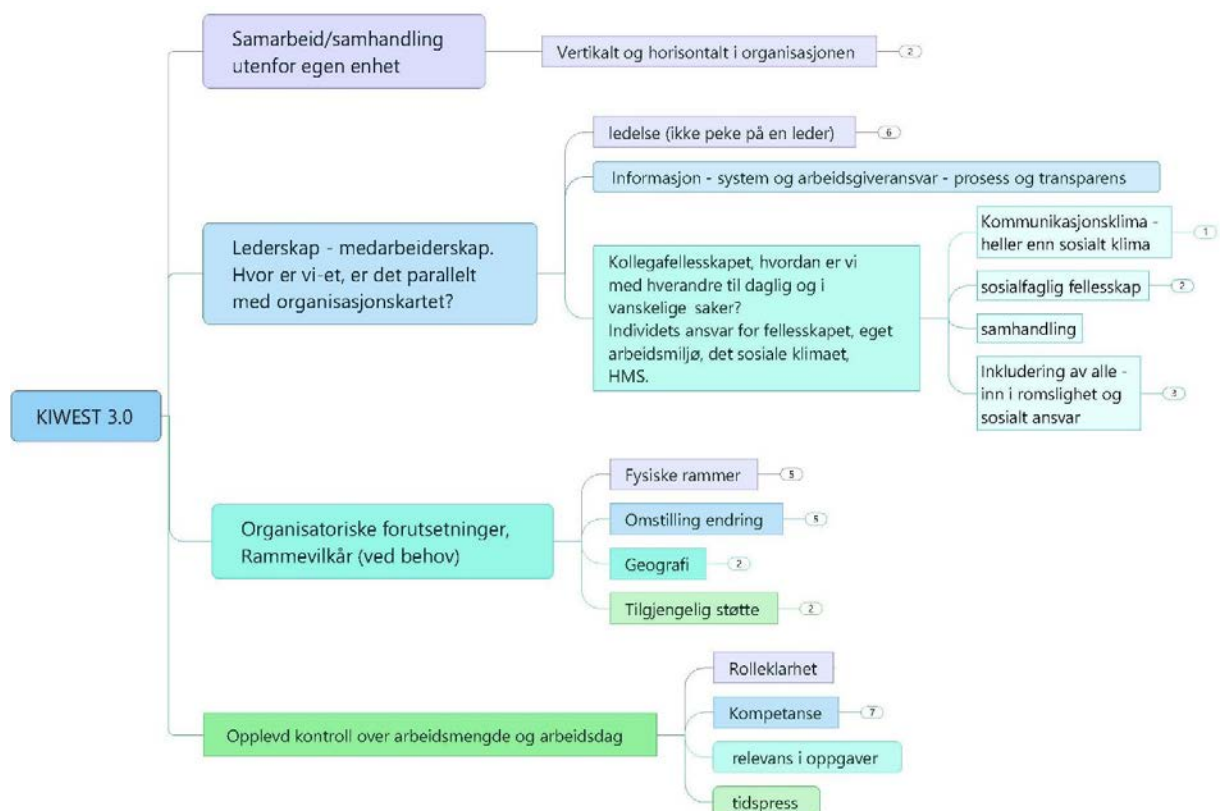 Samarbeid/samhandling
utenfor egen enhet
Vertikalt og horisontalt i organisasjonen
2
ledelse (ikke peke på en leder)
6
Informasjon - system og arbeidsgiveransvar - prosess og transparens
Lederskap - medarbeiderskap.
Hvor er vi-et, er det parallelt
med organisasjonskartet?
Kollegafellesskapet, hvordan er vi
med hverandre til daglig og i
vanskelige saker?
Individets ansvar for fellesskapet, eget
arbeidsmiljø, det sosiale klimaet,
HMS.
Kommunikasjonsklima -
heller enn sosialt klima
1
sosialfaglig fellesskap
2
samhandling
Inkludering av alle -
inn i romslighet og
sosialt ansvar
3
KIWEST 3.0
Organisatoriske forutsetninger,
Rammevilkår (ved behov)
Fysiske rammer
5
Omstilling endring
5
Geografi
2
Tilgjengelig støtte
2
Opplevd kontroll over arbeidsmengde og arbeidsdag
Rolleklarhet
Kompetanse
7
relevans i oppgaver
tidspress